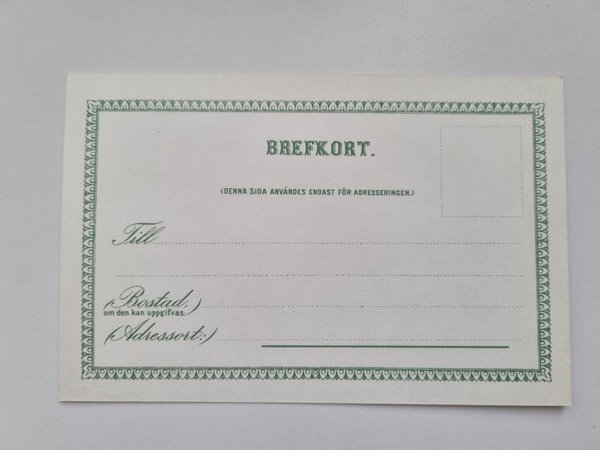 BREFKORT.
(DENNA SIDA ANVÄNDES ENDAST FÖR ADRESSERINGEN.)
Till
(Bostad,)
om den kan uppgifvas
(Adressort:)